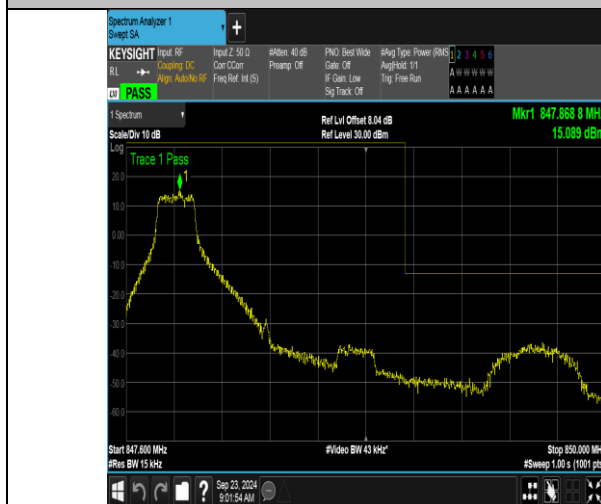 Spectrum Analyzer 1
Swept SA
+
KEYSIGHT Input: RF Input Z: 50 Ω #Atten: 40 dB PNO: Best Wide #Avg Type: Power (RMS 1 2 3 4 5 6
RL Coupling: DC Corr CCorr Preamp: Off Gate: Off Avg|Hold: 1/1 A W W W W W
Align: Auto/No RF Freq Ref: Int (S) IF Gain: Low Trig: Free Run
LXI PASS Sig Track: Off A A A A A A
1 Spectrum Ref Lvl Offset 8.04 dB Mkr1 847.868 8 MHz
Scale/Div 10 dB Ref Level 30.00 dBm 15.089 dBm
Log
Trace 1 Pass
20.0
1
10.0
0.00
-10.0
-20.0
-30.0
-40.0
-50.0
-60.0
Start 847.600 MHz #Video BW 43 kHz* Stop 850.000 MHz
#Res BW 15 kHz #Sweep 1.00 s (1001 pts
? Sep 23, 2024
9:01:54 AM